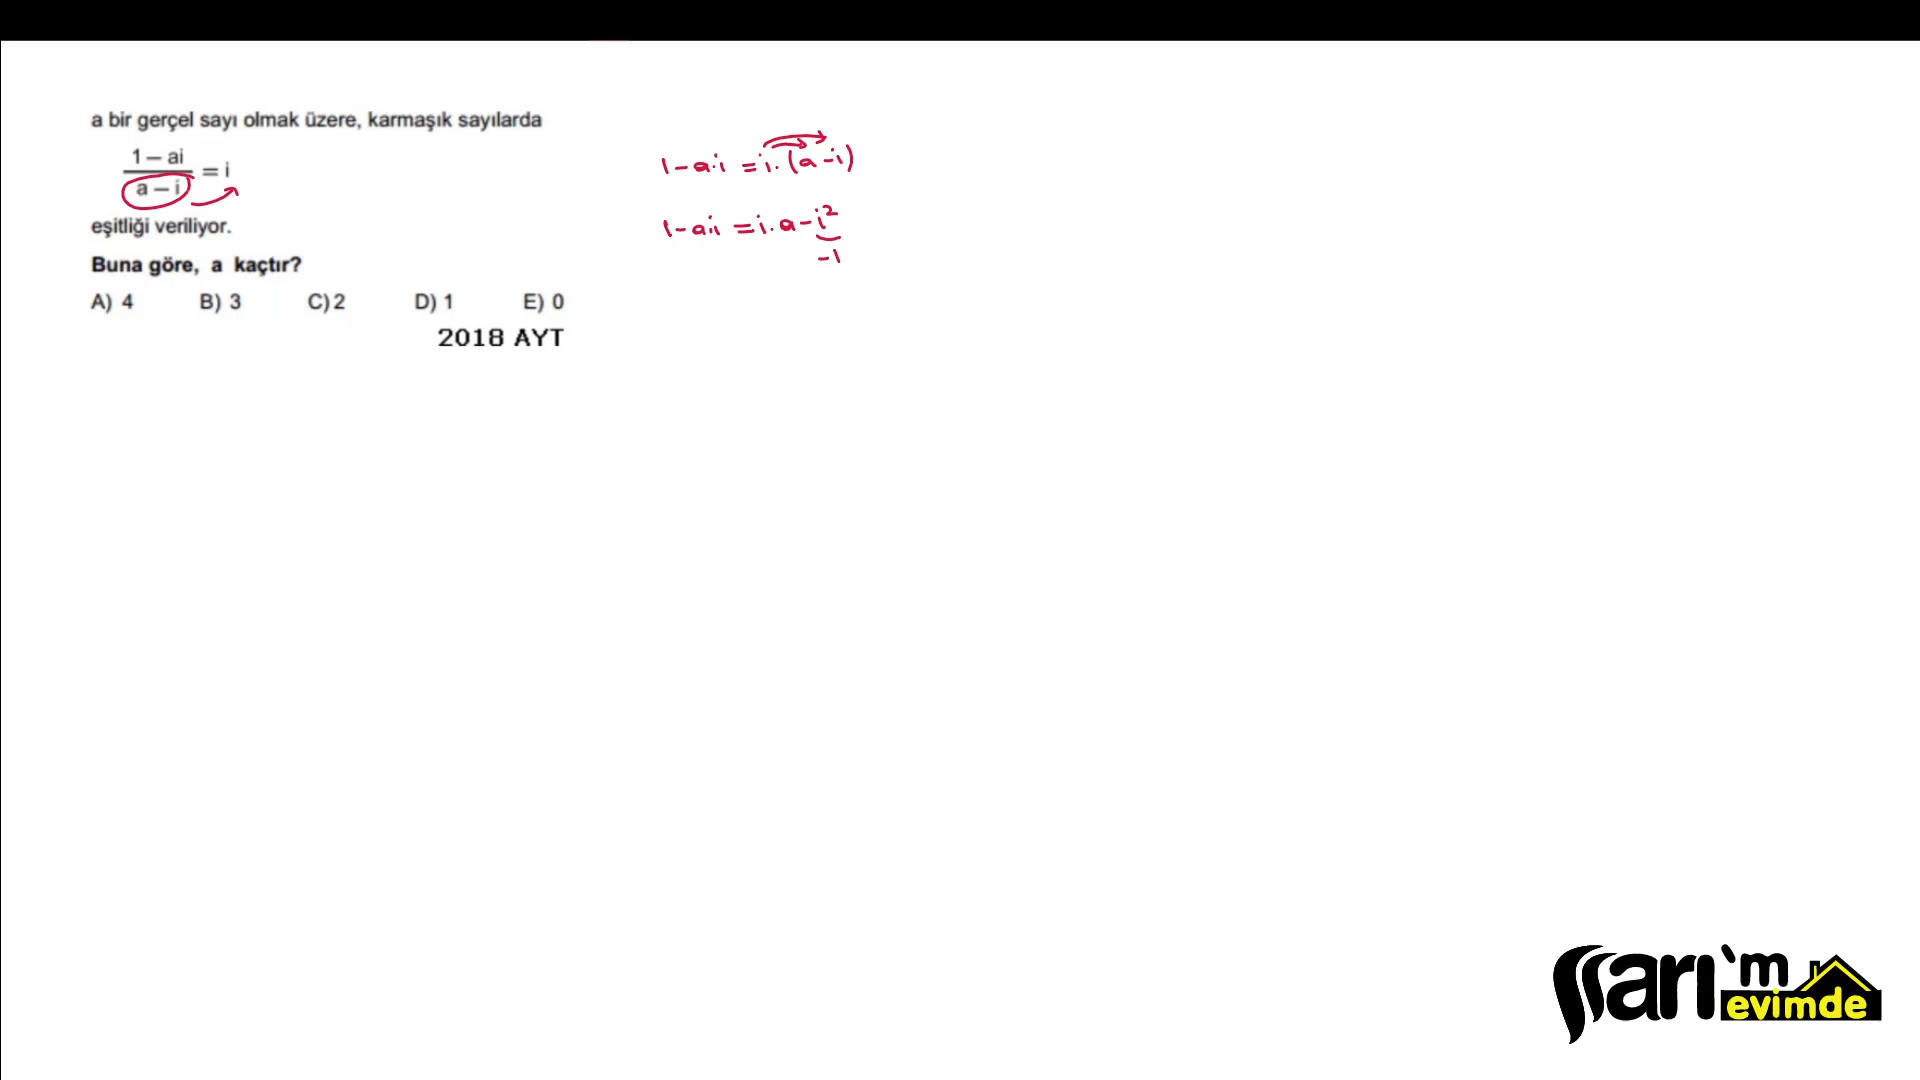 a bir gerçel sayı olmak üzere, karmaşık sayılarda
1 – ai
a – i
= i
eşitliği veriliyor.
Buna göre, a kaçtır?
A) 4 B) 3 C) 2 D) 1 E) 0
2018 AYT
1 - a.i = i.(a - i)
1 - a.i = i.a - i²
-1
sarı'm
evimde